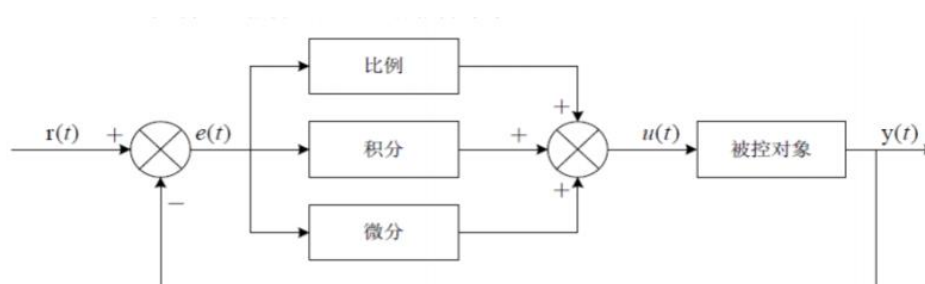 比例
r(t) + e(t) 积分 + + + u(t) 被控对象 y(t)
−
微分